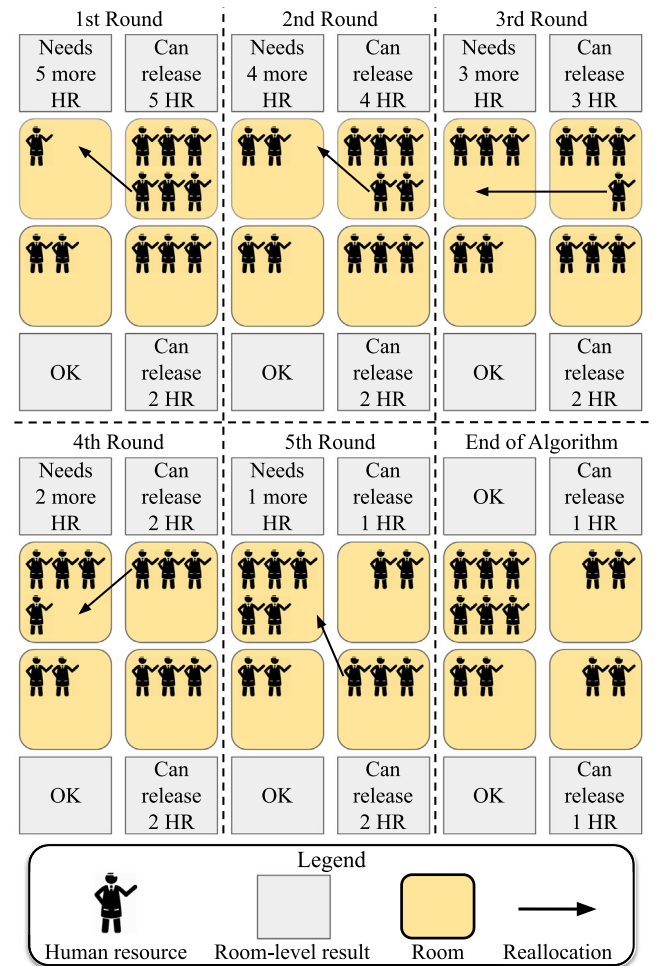 1st Round
2nd Round
3rd Round
Needs
5 more
HR
Can
release
5 HR
Needs
4 more
HR
Can
release
4 HR
Needs
3 more
HR
Can
release
3 HR
OK
Can
release
2 HR
OK
Can
release
2 HR
OK
Can
release
2 HR
4th Round
5th Round
End of Algorithm
Needs
2 more
HR
Can
release
2 HR
Needs
1 more
HR
Can
release
1 HR
OK
Can
release
1 HR
OK
Can
release
2 HR
OK
Can
release
2 HR
OK
Can
release
1 HR
Legend
Human resource
Room-level result
Room
Reallocation